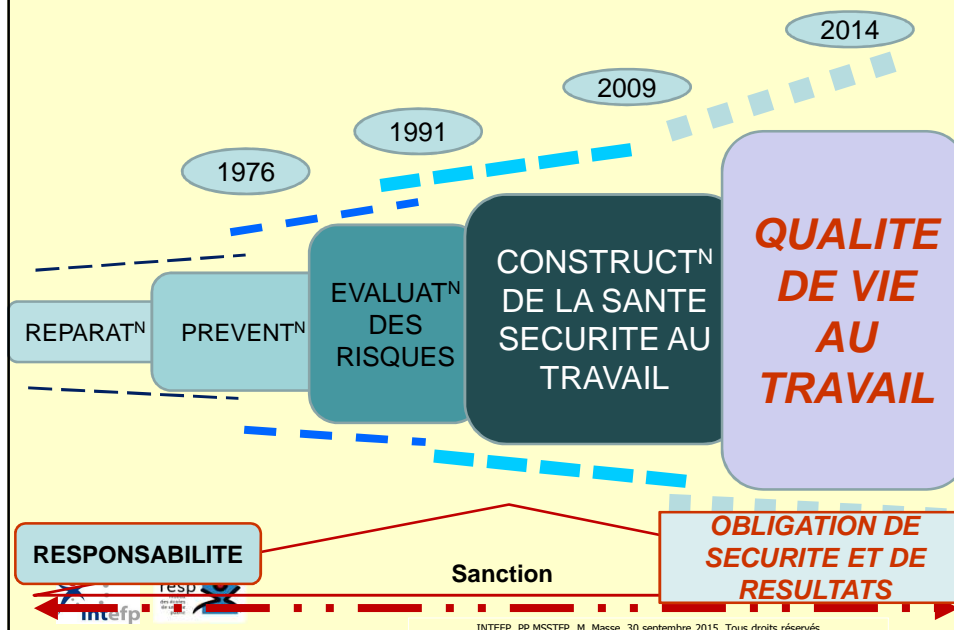 2014
2009
1991
1976
REPARATᴺ
PREVENTᴺ
EVALUATᴺ
DES
RISQUES
CONSTRUCTᴺ
DE LA SANTE
SECURITE AU
TRAVAIL
QUALITE
DE VIE
AU
TRAVAIL
RESPONSABILITE
Sanction
OBLIGATION DE
SECURITE ET DE
RESULTATS
intefp
resp
INTEFP PP MSSTFP M. Masse 30 septembre 2015 Tous droits réservés